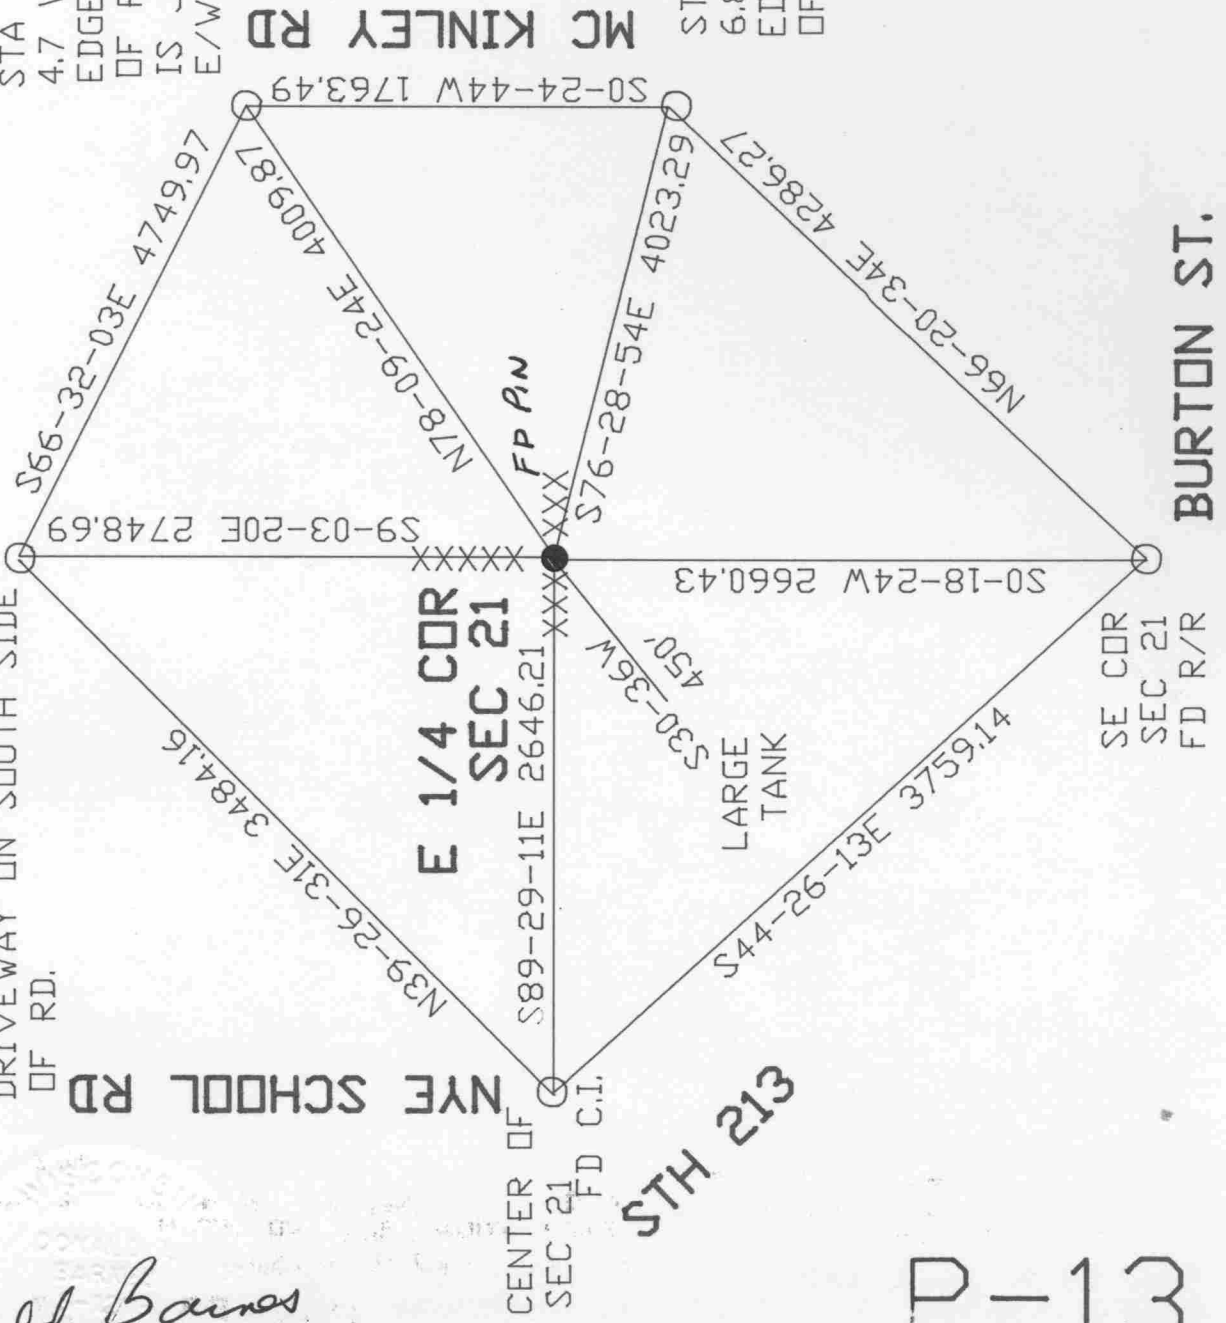 STA
4.7
EDGE
OF
IS
E/W
MC KINLEY RD
ST
6.8
ED
OF
S0-24-44W 1763.49
S66-32-03E 4749.97
N78-09-24E 4009.87
S76-28-54E 4023.29
N66-20-34E 4286.27
BURTON ST.
FP PIN
S9-03-20E 2748.69
XXXXX
XXX
XXX
S0-18-24W 2660.43
E 1/4 COR
SEC 21
S89-29-11E 2646.21
S30-36W
450'
LARGE
TANK
SE COR
SEC 21
FD R/R
N39-26-31E 3484.16
S44-26-13E 3759.14
DRIVEWAY ON SOUTH SIDE
OF RD.
NYE SCHOOL RD
CENTER OF
SEC 21
FD C.I.
STH 213
Barnes
P-13